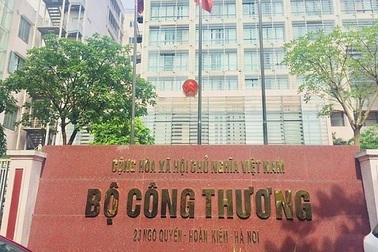 CỘNG HÒA XÃ HỘI CHỦ NGHĨA VIỆT NAM
BỘ CÔNG THƯƠNG
23 NGÔ QUYỀN - HOÀN KIẾM - HÀ NỘI